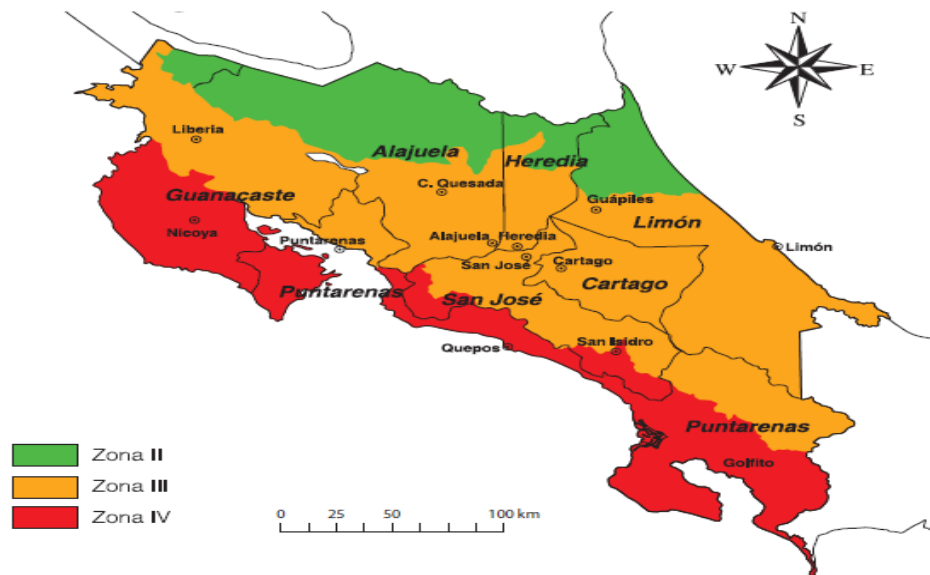 N
W E
S
Liberia
Alajuela
Heredia
C. Quesada
Guanacaste
Guápiles
Limón
Nicoya
Puntarenas
Alajuela Heredia
Limón
San José
Cartago
Cartago
Puntarenas
San José
Quepos
San Isidro
Puntarenas
Golfito
Zona II
Zona III
Zona IV
0 25 50 100 km